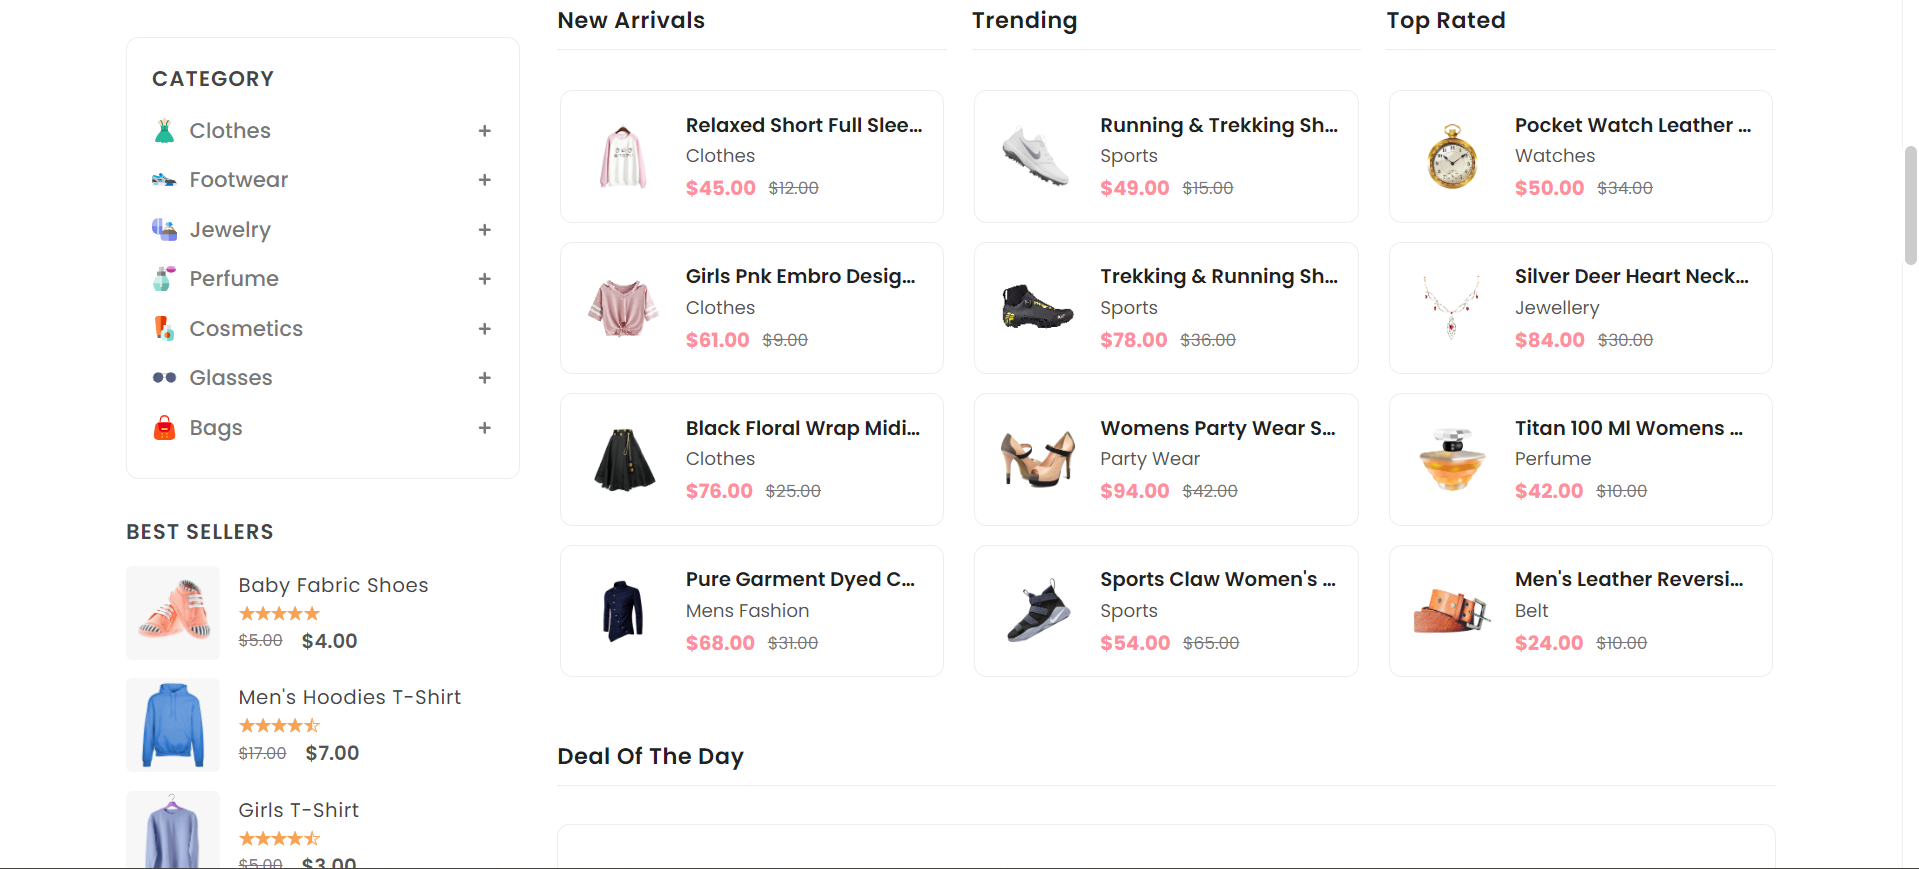 CATEGORY
Clothes +
Footwear +
Jewelry +
Perfume +
Cosmetics +
Glasses +
Bags +
BEST SELLERS
Baby Fabric Shoes
$5.00 $4.00
Men's Hoodies T-Shirt
$17.00 $7.00
Girls T-Shirt
$5.00 $3.00
New Arrivals
Relaxed Short Full Slee...
Clothes
$45.00 $12.00
Girls Pnk Embro Desig...
Clothes
$61.00 $9.00
Black Floral Wrap Midi...
Clothes
$76.00 $25.00
Pure Garment Dyed C...
Mens Fashion
$68.00 $31.00
Trending
Running & Trekking Sh...
Sports
$49.00 $15.00
Trekking & Running Sh...
Sports
$78.00 $36.00
Womens Party Wear S...
Party Wear
$94.00 $42.00
Sports Claw Women's ...
Sports
$54.00 $65.00
Top Rated
Pocket Watch Leather ...
Watches
$50.00 $34.00
Silver Deer Heart Neck...
Jewellery
$84.00 $30.00
Titan 100 Ml Womens ...
Perfume
$42.00 $10.00
Men's Leather Reversi...
Belt
$24.00 $10.00
Deal Of The Day